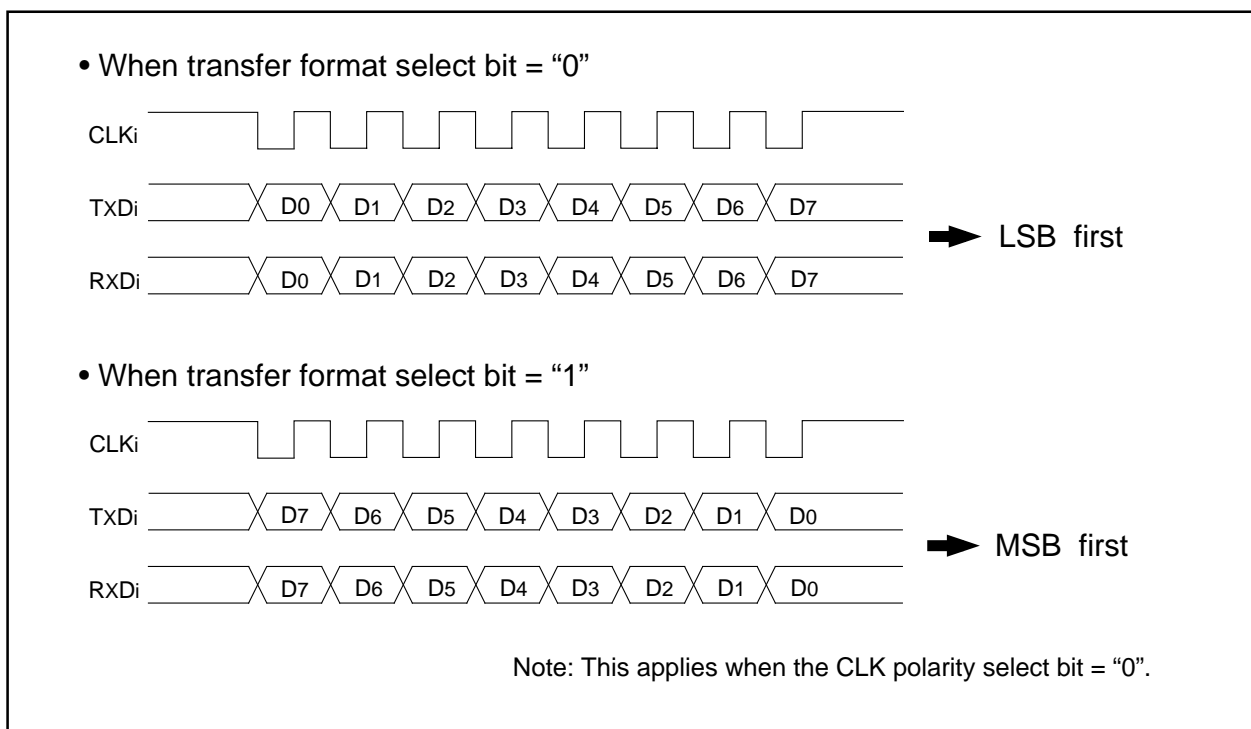 • When transfer format select bit = “0”
CLKi
TXDi D0 D1 D2 D3 D4 D5 D6 D7
LSB first
RXDi D0 D1 D2 D3 D4 D5 D6 D7
• When transfer format select bit = “1”
CLKi
TXDi D7 D6 D5 D4 D3 D2 D1 D0
MSB first
RXDi D7 D6 D5 D4 D3 D2 D1 D0
Note: This applies when the CLK polarity select bit = “0”.